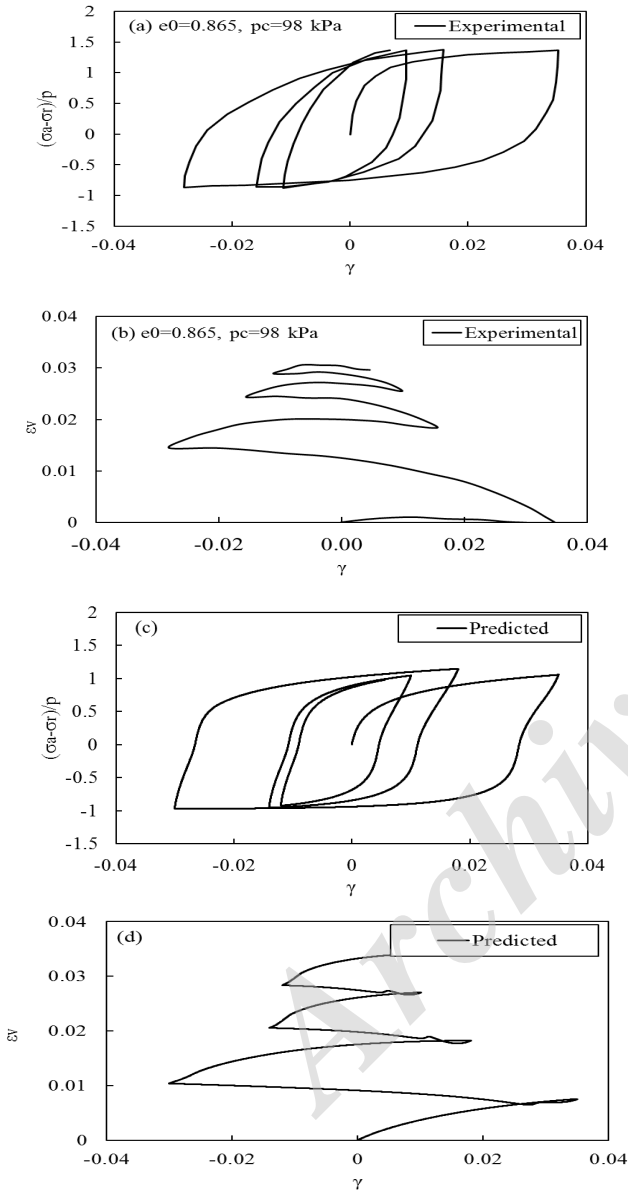 (a) e0=0.865, pc=98 kPa
Experimental
2
1.5
1
0.5
0
-0.5
-1
-1.5
(σa-σr)/p
-0.04 -0.02 0 0.02 0.04
γ
(b) e0=0.865, pc=98 kPa
Experimental
0.04
0.03
0.02
0.01
0
εv
-0.04 -0.02 0.00 0.02 0.04
γ
(c)
Predicted
2
1.5
1
0.5
0
-0.5
-1
-1.5
(σa-σr)/p
-0.04 -0.02 0 0.02 0.04
γ
(d)
Predicted
0.04
0.03
0.02
0.01
0
εv
-0.04 -0.02 0 0.02 0.04
γ
Archiv